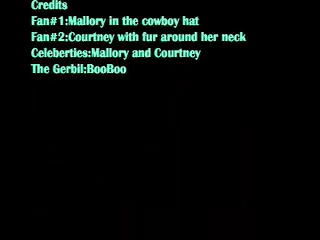 Credits
Fan#1:Mallory in the cowboy hat
Fan#2:Courtney with fur around her neck
Celeberties:Mallory and Courtney
The Gerbil:BooBoo